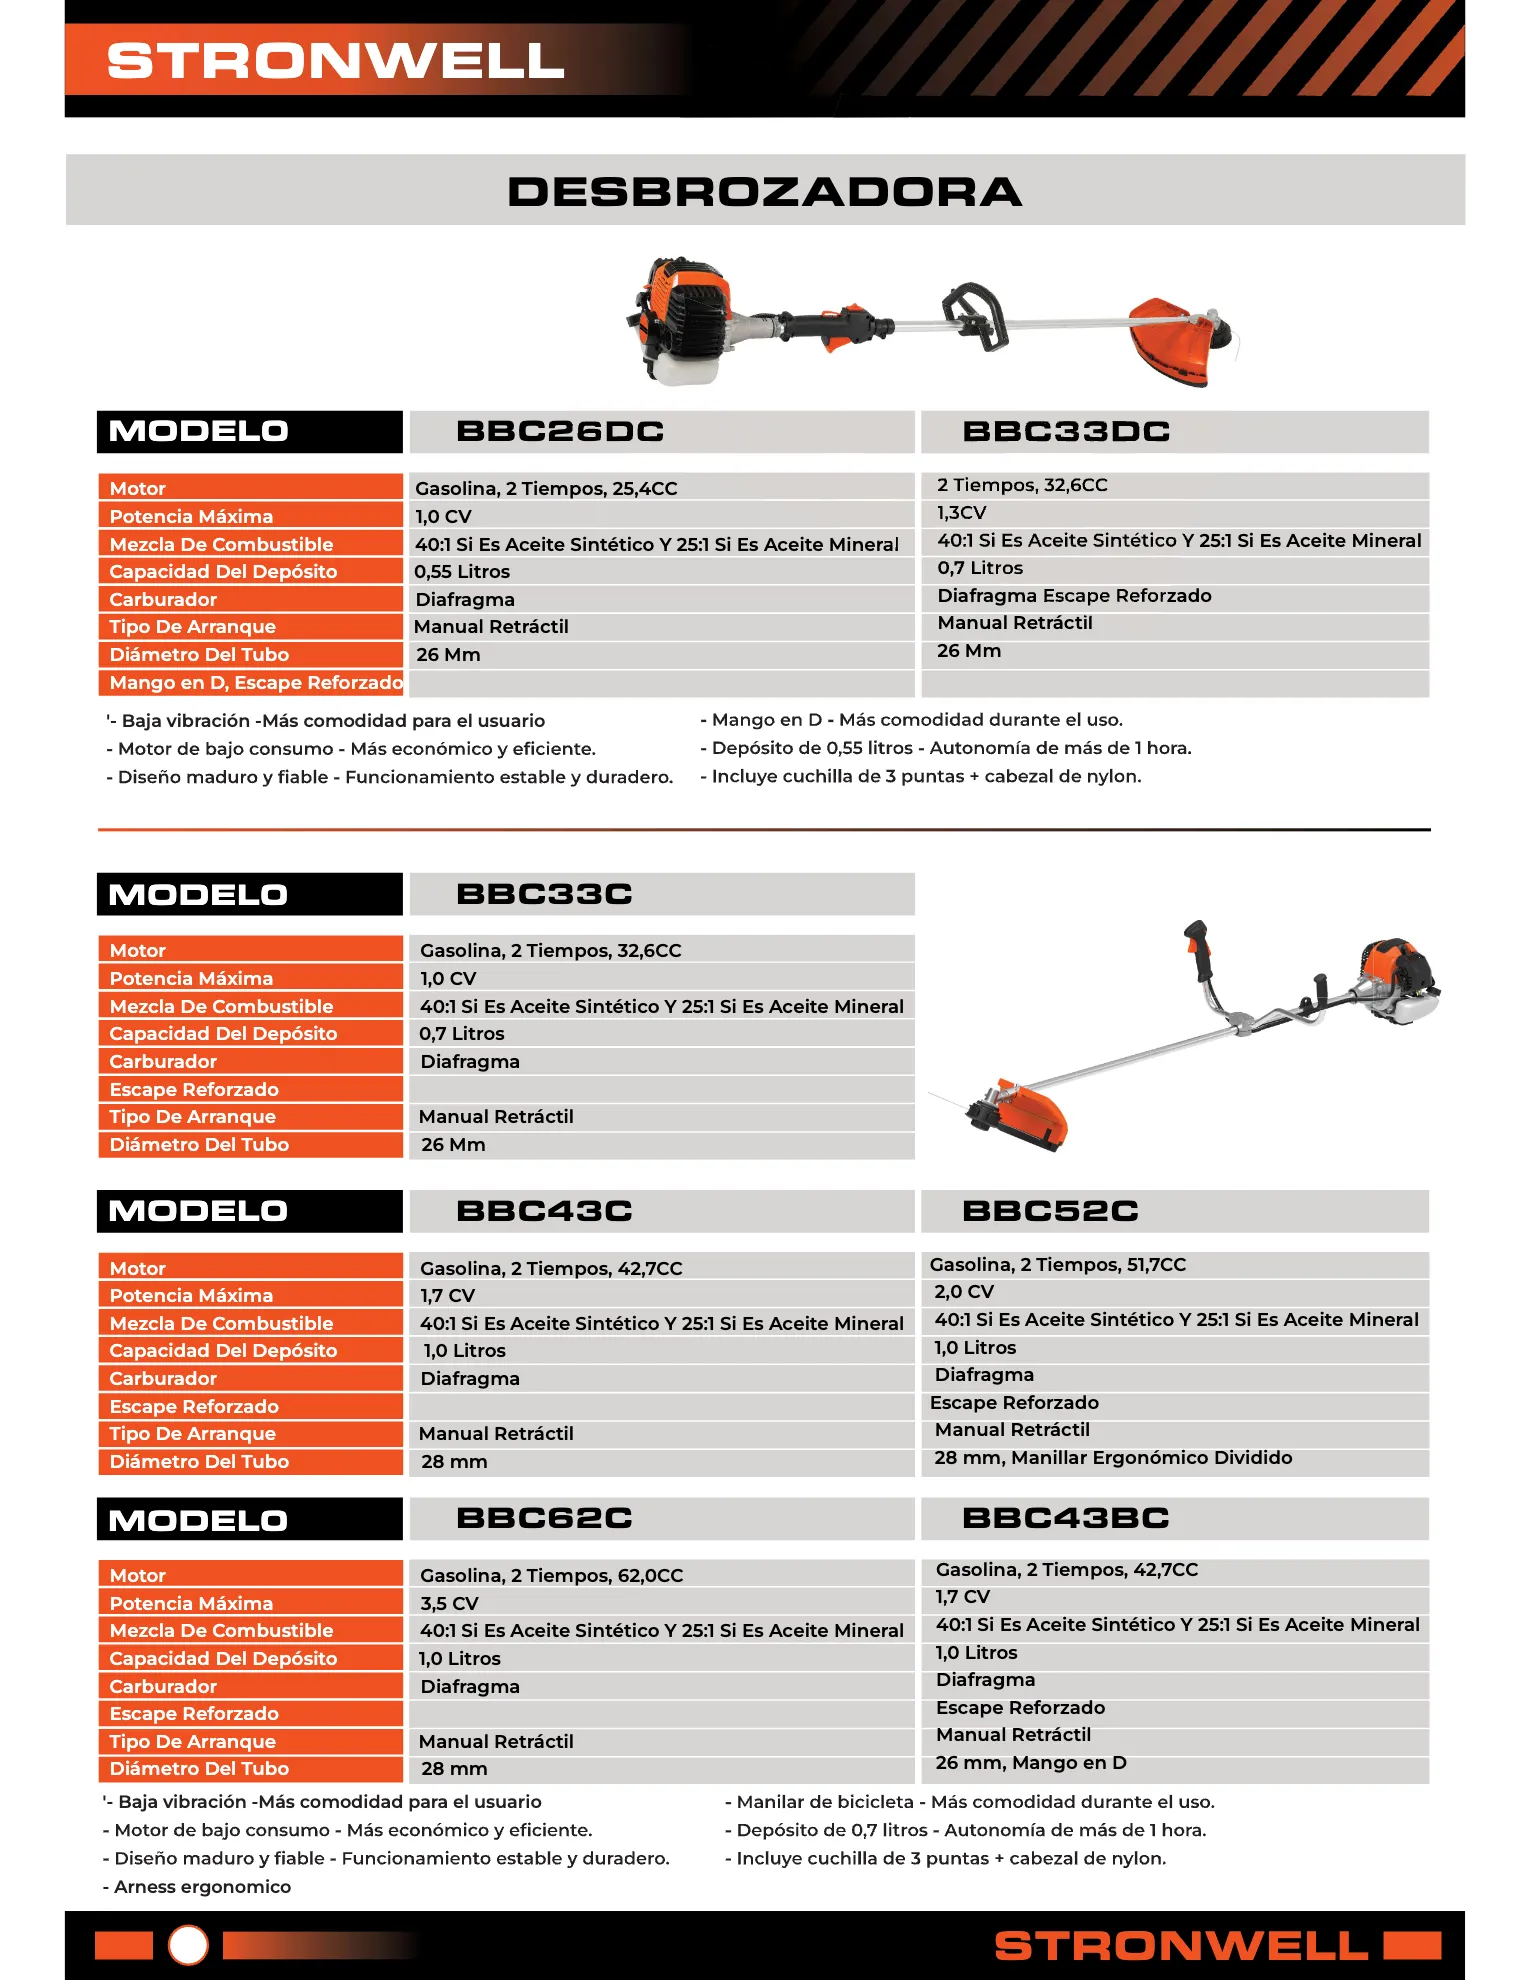 STRONWELL
DESBROZADORA
MODELO BBC26DC BBC33DC
Motor Gasolina, 2 Tiempos, 25,4CC 2 Tiempos, 32,6CC
Potencia Máxima 1,0 CV 1,3CV
Mezcla De Combustible 40:1 Si Es Aceite Sintético Y 25:1 Si Es Aceite Mineral 40:1 Si Es Aceite Sintético Y 25:1 Si Es Aceite Mineral
Capacidad Del Depósito 0,55 Litros 0,7 Litros
Carburador Diafragma Diafragma Escape Reforzado
Tipo De Arranque Manual Retráctil Manual Retráctil
Diámetro Del Tubo 26 Mm 26 Mm
Mango en D, Escape Reforzado
'- Baja vibración -Más comodidad para el usuario
- Motor de bajo consumo - Más económico y eficiente.
- Diseño maduro y fiable - Funcionamiento estable y duradero.
- Mango en D - Más comodidad durante el uso.
- Depósito de 0,55 litros - Autonomía de más de 1 hora.
- Incluye cuchilla de 3 puntas + cabezal de nylon.
MODELO BBC33C
Motor Gasolina, 2 Tiempos, 32,6CC
Potencia Máxima 1,0 CV
Mezcla De Combustible 40:1 Si Es Aceite Sintético Y 25:1 Si Es Aceite Mineral
Capacidad Del Depósito 0,7 Litros
Carburador Diafragma
Escape Reforzado
Tipo De Arranque Manual Retráctil
Diámetro Del Tubo 26 Mm
MODELO BBC43C BBC52C
Motor Gasolina, 2 Tiempos, 42,7CC Gasolina, 2 Tiempos, 51,7CC
Potencia Máxima 1,7 CV 2,0 CV
Mezcla De Combustible 40:1 Si Es Aceite Sintético Y 25:1 Si Es Aceite Mineral 40:1 Si Es Aceite Sintético Y 25:1 Si Es Aceite Mineral
Capacidad Del Depósito 1,0 Litros 1,0 Litros
Carburador Diafragma Diafragma
Escape Reforzado Escape Reforzado
Tipo De Arranque Manual Retráctil Manual Retráctil
Diámetro Del Tubo 28 mm 28 mm, Manillar Ergonómico Dividido
MODELO BBC62C BBC43BC
Motor Gasolina, 2 Tiempos, 62,0CC Gasolina, 2 Tiempos, 42,7CC
Potencia Máxima 3,5 CV 1,7 CV
Mezcla De Combustible 40:1 Si Es Aceite Sintético Y 25:1 Si Es Aceite Mineral 40:1 Si Es Aceite Sintético Y 25:1 Si Es Aceite Mineral
Capacidad Del Depósito 1,0 Litros 1,0 Litros
Carburador Diafragma Diafragma
Escape Reforzado Escape Reforzado
Tipo De Arranque Manual Retráctil Manual Retráctil
Diámetro Del Tubo 28 mm 26 mm, Mango en D
'- Baja vibración -Más comodidad para el usuario
- Motor de bajo consumo - Más económico y eficiente.
- Diseño maduro y fiable - Funcionamiento estable y duradero.
- Arness ergonomico
- Manilar de bicicleta - Más comodidad durante el uso.
- Depósito de 0,7 litros - Autonomía de más de 1 hora.
- Incluye cuchilla de 3 puntas + cabezal de nylon.
STRONWELL